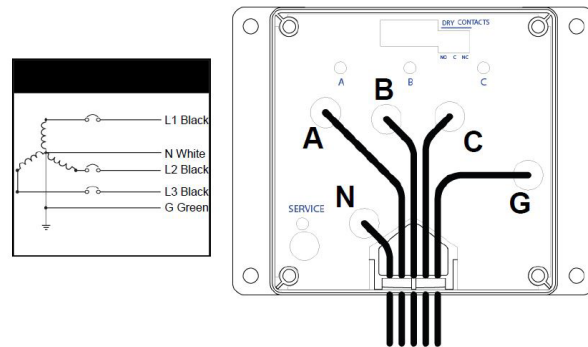 L1 Black
N White
L2 Black
L3 Black
G Green
DRY CONTACTS
NO C NC
A B C
B
A
C
G
N
SERVICE